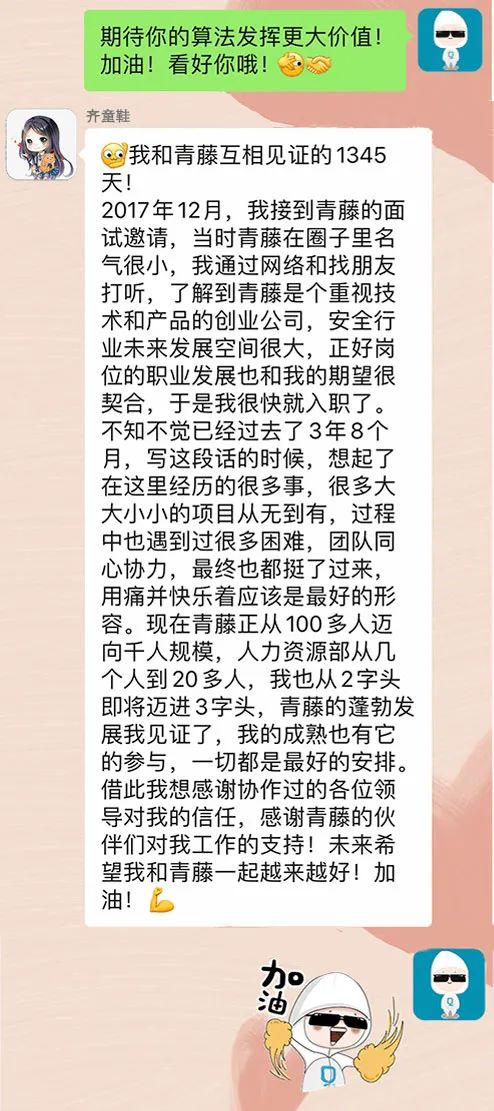 期待你的算法发挥更大价值！
加油！看好你哦！🫡🤝
齐童鞋
🫡我和青藤互相见证的1345
天！
2017年12月，我接到青藤的面
试邀请，当时青藤在圈子里名
气很小，我通过网络和找朋友
打听，了解到青藤是个重视技
术和产品的创业公司，安全行
业未来发展空间很大，正好岗
位的职业发展也和我的期望很
契合，于是我很快就入职了。
不知不觉已经过去了3年8个
月，写这段话的时候，想起了
在这里经历的很多事，很多大
大小小的项目从无到有，过程
中也遇到过很多困难，团队同
心协力，最终也都挺了过来，
用痛并快乐着应该是最好的形
容。现在青藤正从100多人迈
向千人规模，人力资源部从几
个人到20多人，我也从2字头
即将迈进3字头，青藤的蓬勃发
展我见证了，我的成熟也有它
的参与，一切都是最好的安排。
借此我想感谢协作过的各位领
导对我的信任，感谢青藤的伙
伴们对我工作的支持！未来希
望我和青藤一起越来越好！加
油！💪
加
油